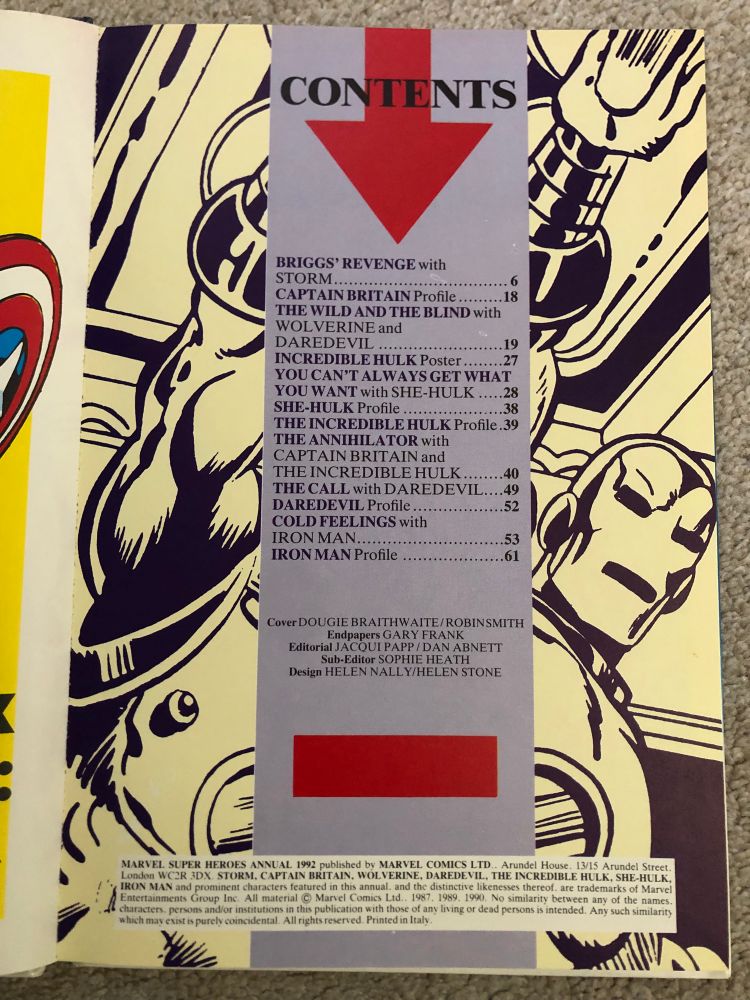 CONTENTS
BRIGGS' REVENGE with
STORM..............................6
CAPTAIN BRITAIN Profile.........18
THE WILD AND THE BLIND with
WOLVERINE and
DAREDEVIL.....................19
INCREDIBLE HULK Poster........27
YOU CAN'T ALWAYS GET WHAT
YOU WANT with SHE-HULK.....28
SHE-HULK Profile..................38
THE INCREDIBLE HULK Profile.39
THE ANNIHILATOR with
CAPTAIN BRITAIN and
THE INCREDIBLE HULK.......40
THE CALL with DAREDEVIL....49
DAREDEVIL Profile...............52
COLD FEELINGS with
IRON MAN.........................53
IRON MAN Profile.................61
Cover DOUGIE BRAITHWAITE/ROBIN SMITH
Endpapers GARY FRANK
Editorial JACQUI PAPP / DAN ABNETT
Sub-Editor SOPHIE HEATH
Design HELEN NALLY/HELEN STONE
MARVEL SUPER HEROES ANNUAL 1992 published by MARVEL COMICS LTD., Arundel House, 13/15 Arundel Street,
London WC2R 3DX. STORM, CAPTAIN BRITAIN, WOLVERINE, DAREDEVIL, THE INCREDIBLE HULK, SHE-HULK,
IRON MAN and prominent characters featured in this annual, and the distinctive likenesses thereof, are trademarks of Marvel
Entertainments Group Inc. All material © Marvel Comics Ltd., 1987, 1989, 1990. No similarity between any of the names,
characters, persons and/or institutions in this publication with those of any living or dead persons is intended. Any such similarity
which may exist is purely coincidental. All rights reserved. Printed in Italy.